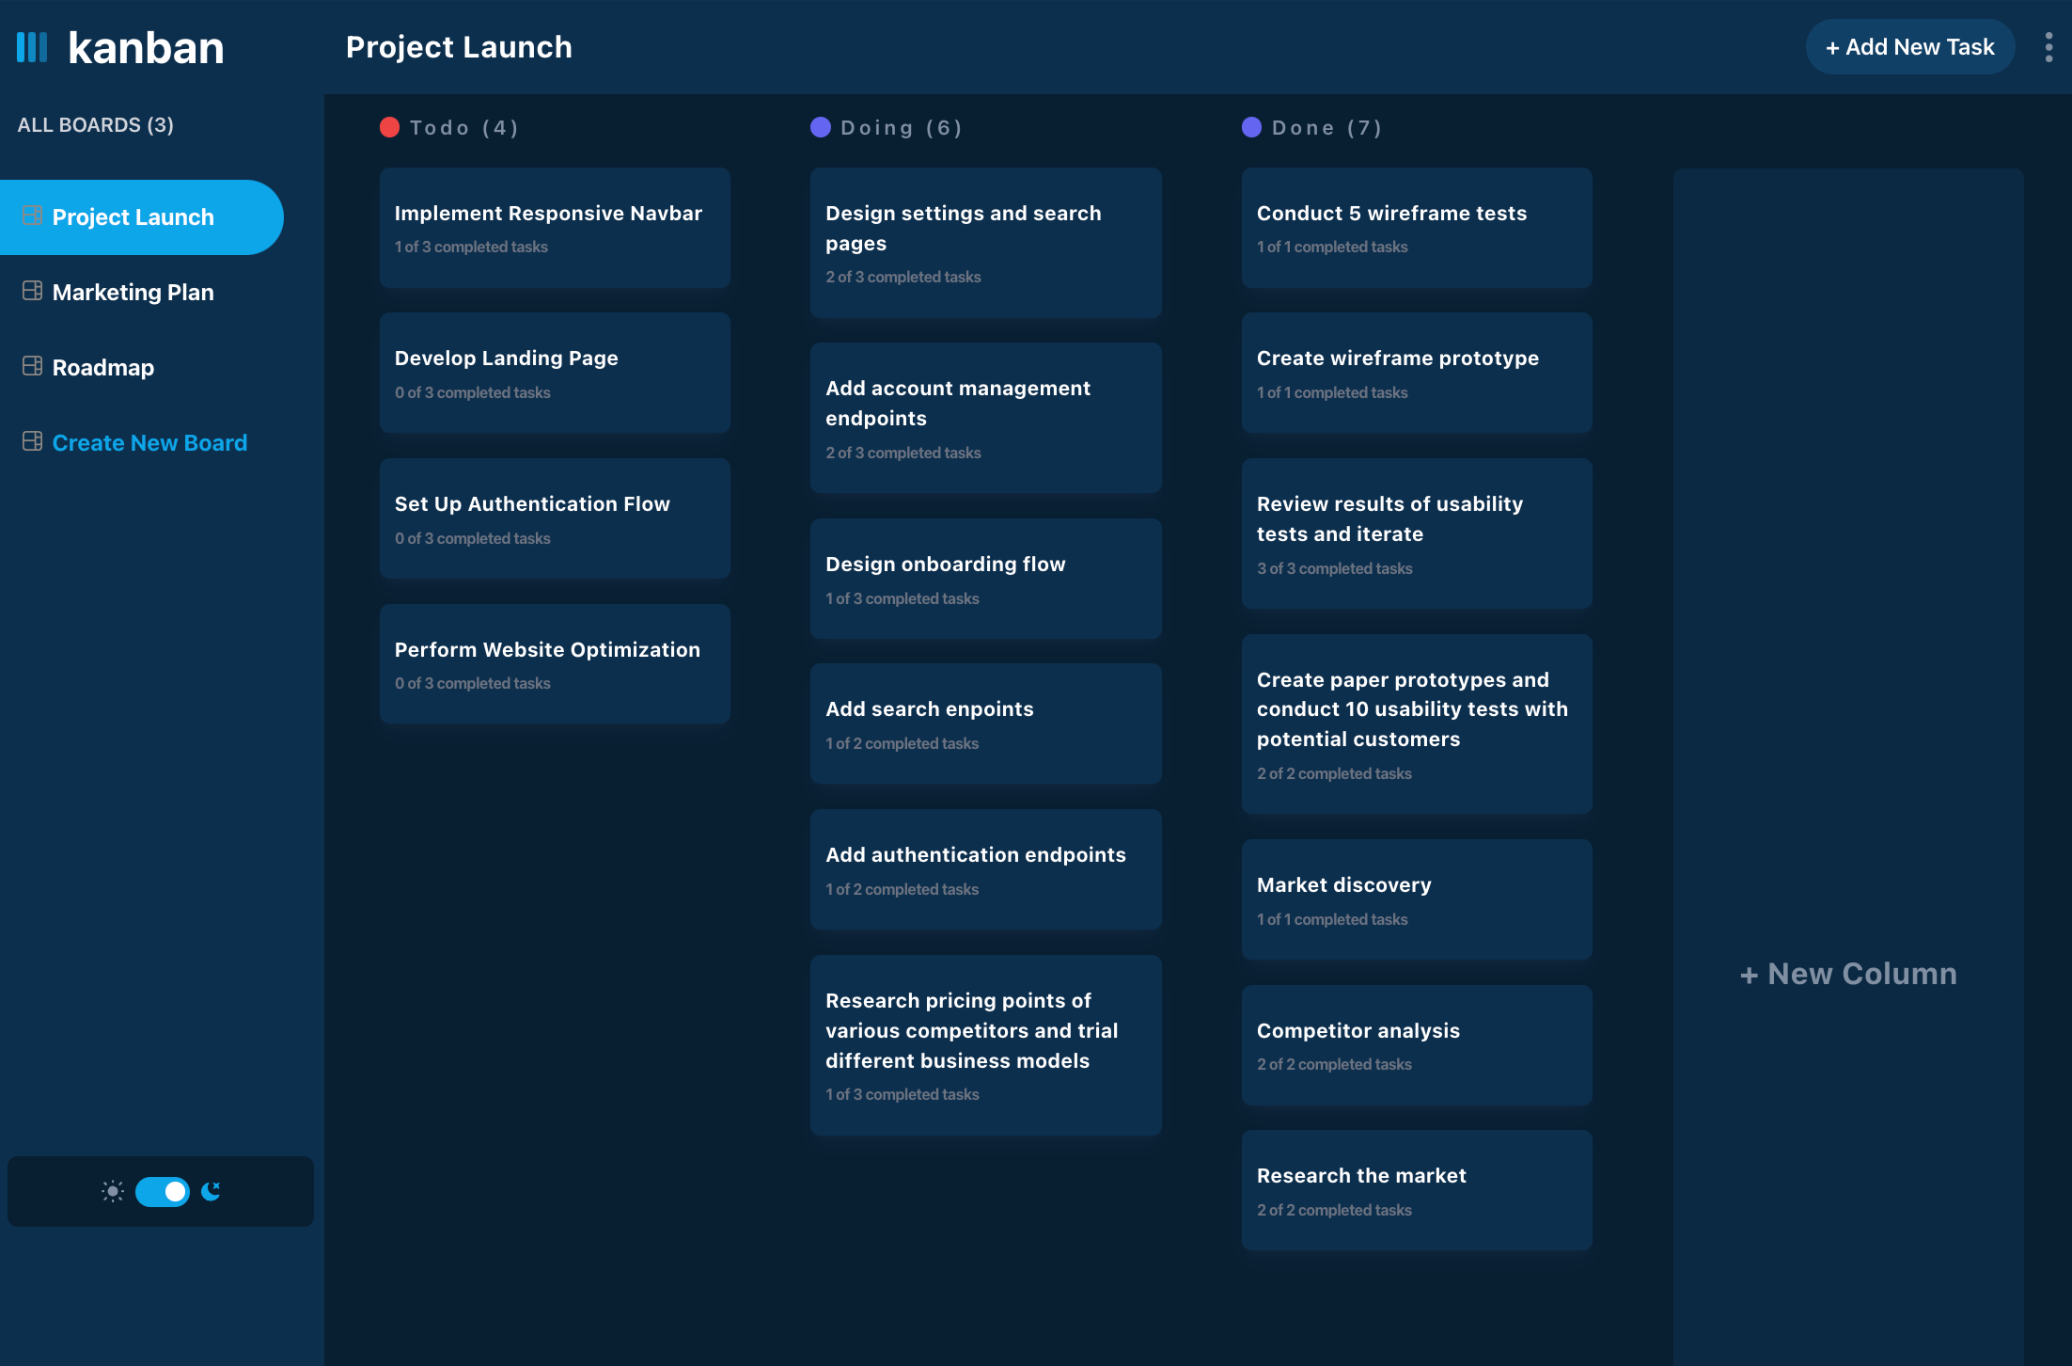 kanban
Project Launch
+ Add New Task
ALL BOARDS (3)
Project Launch
Marketing Plan
Roadmap
Create New Board
Todo (4)
Implement Responsive Navbar
1 of 3 completed tasks
Develop Landing Page
0 of 3 completed tasks
Set Up Authentication Flow
0 of 3 completed tasks
Perform Website Optimization
0 of 3 completed tasks
Doing (6)
Design settings and search
pages
2 of 3 completed tasks
Add account management
endpoints
2 of 3 completed tasks
Design onboarding flow
1 of 3 completed tasks
Add search enpoints
1 of 2 completed tasks
Add authentication endpoints
1 of 2 completed tasks
Research pricing points of
various competitors and trial
different business models
1 of 3 completed tasks
Done (7)
Conduct 5 wireframe tests
1 of 1 completed tasks
Create wireframe prototype
1 of 1 completed tasks
Review results of usability
tests and iterate
3 of 3 completed tasks
Create paper prototypes and
conduct 10 usability tests with
potential customers
2 of 2 completed tasks
Market discovery
1 of 1 completed tasks
Competitor analysis
2 of 2 completed tasks
Research the market
2 of 2 completed tasks
+ New Column